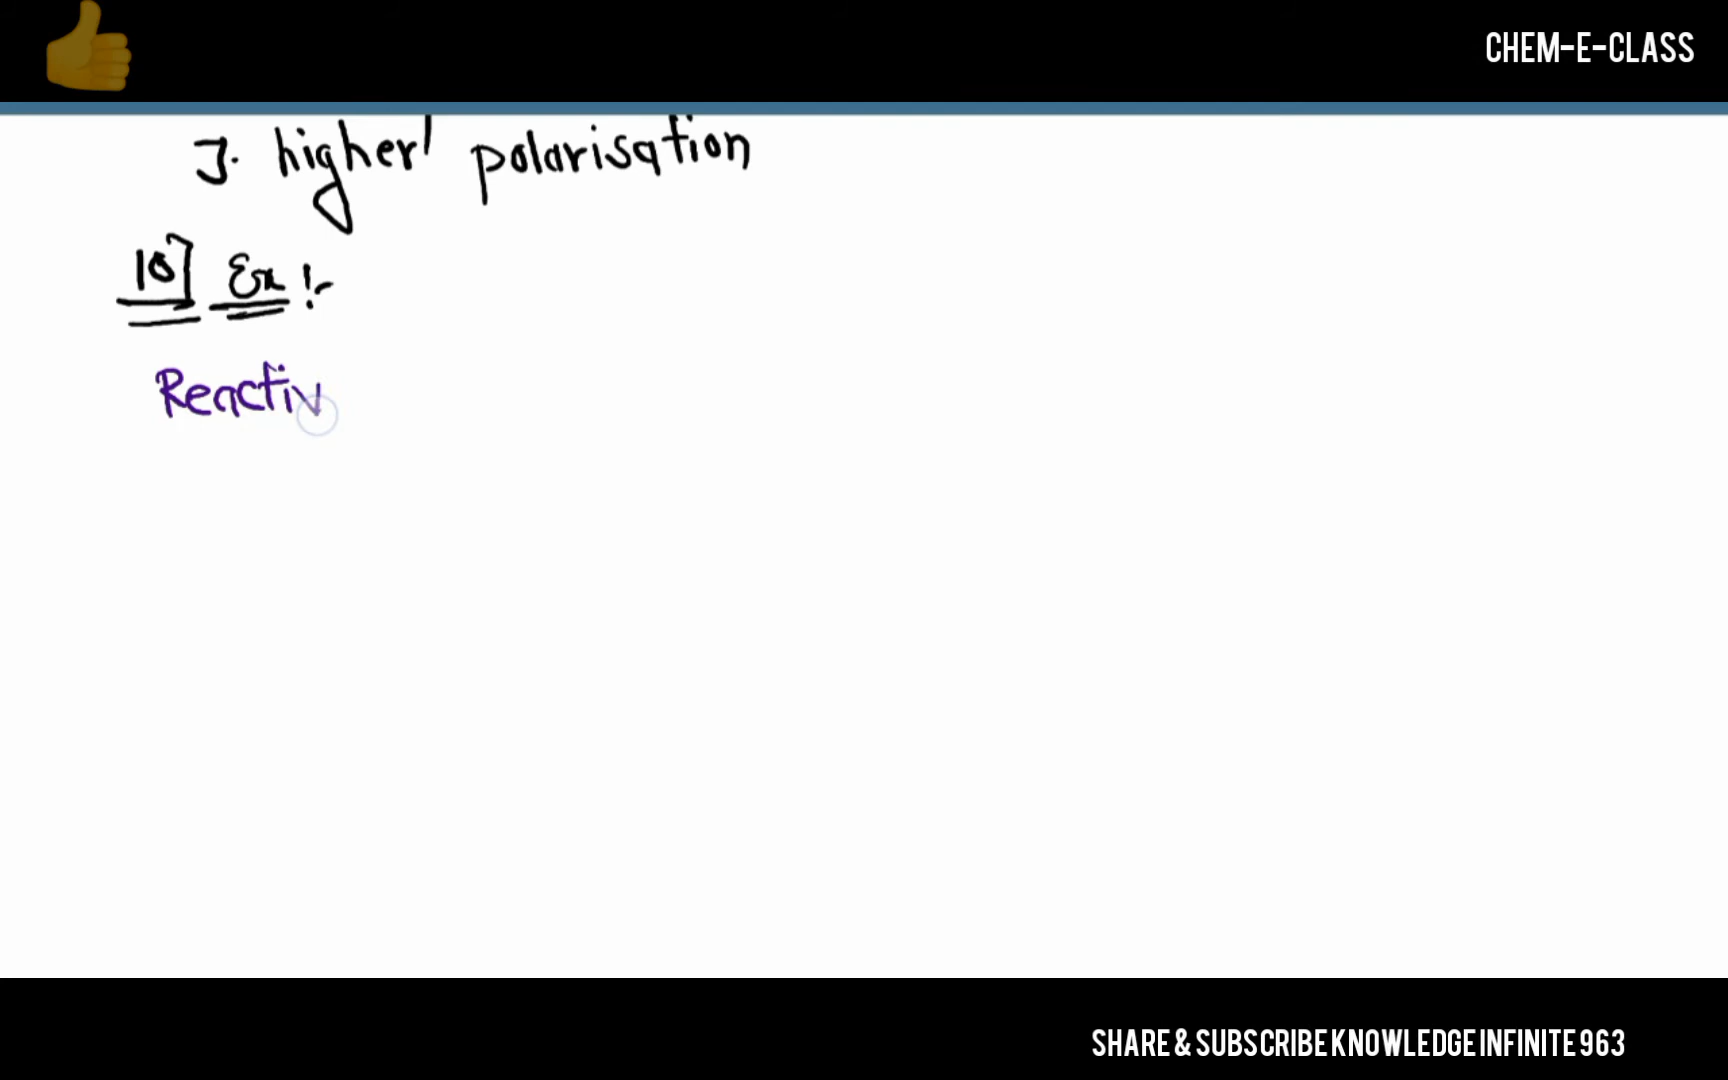 CHEM-E-CLASS
J. higher polarisation
10] Ex :-
Reactiv
SHARE & SUBSCRIBE KNOWLEDGE INFINITE 963